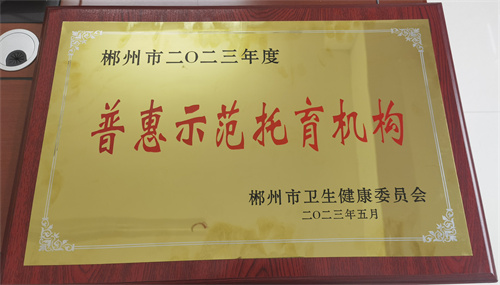 郴州市二〇二三年度
普惠示范托育机构
郴州市卫生健康委员会
二〇二三年五月